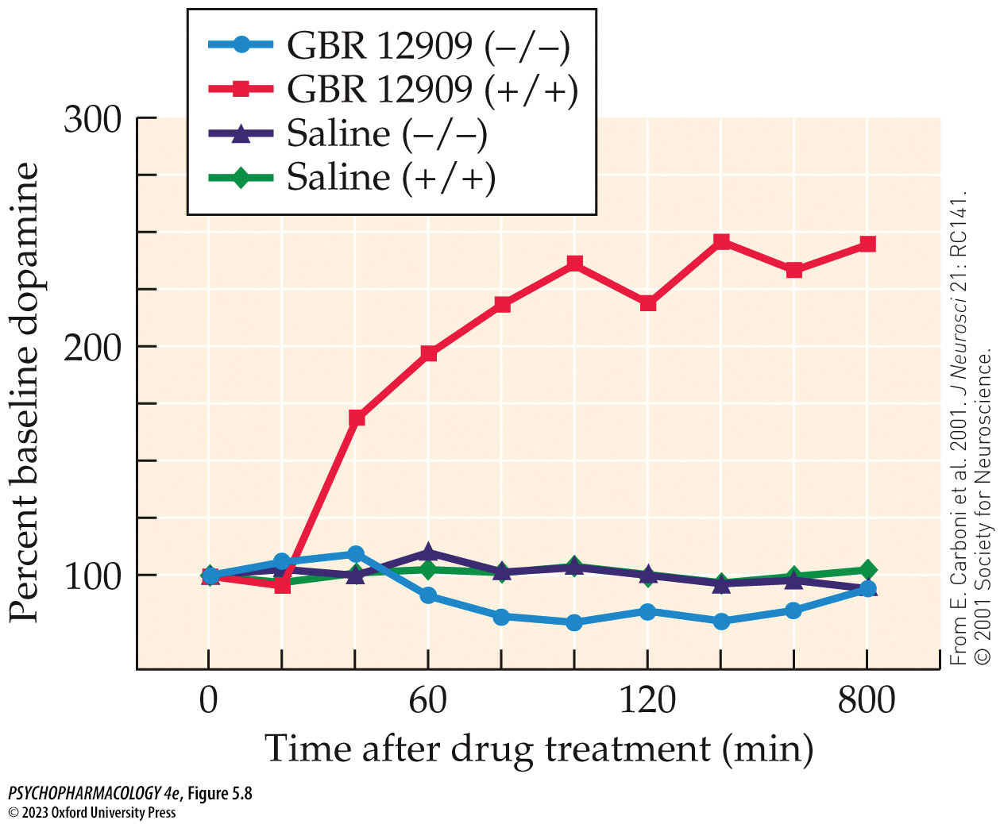 GBR 12909 (–/–)
GBR 12909 (+/+)
Saline (–/–)
Saline (+/+)
Percent baseline dopamine
300
200
100
0
60
120
800
Time after drug treatment (min)
From E. Carboni et al. 2001. J Neurosci 21: RC141.
© 2001 Society for Neuroscience.
PSYCHOPHARMACOLOGY 4e, Figure 5.8
© 2023 Oxford University Press